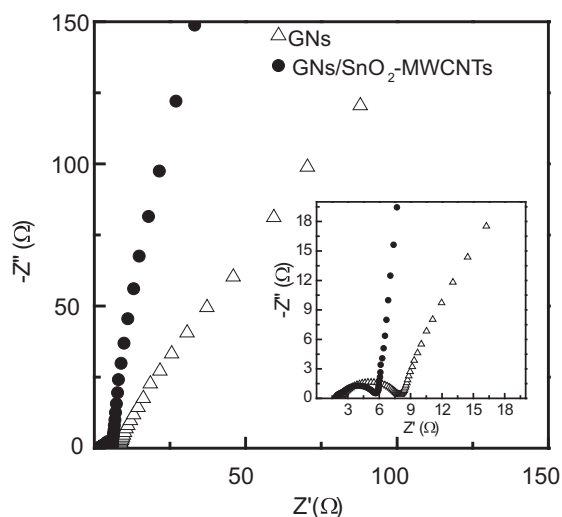 150
100
50
0
-Z″(Ω)
△ GNs
● GNs/SnO₂-MWCNTs
18
15
12
9
6
3
0
-Z″(Ω)
3 6 9 12 15 18
Z'(Ω)
50 100 150
Z'(Ω)